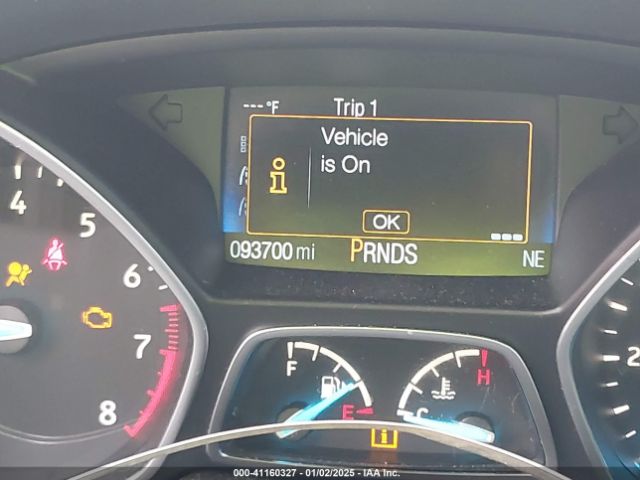 --- °F Trip 1
Vehicle
is On
i
OK
093700 mi PRNDS NE
4
5
6
7
8
F
E
H
C
i
2
000-41160327 - 01/02/2025 - IAA Inc.